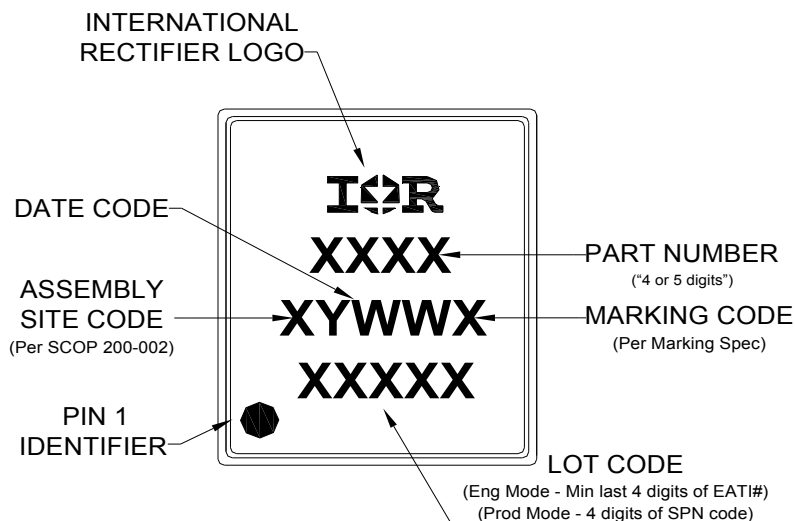 INTERNATIONAL
RECTIFIER LOGO
IOR
DATE CODE
XXXX
PART NUMBER
(“4 or 5 digits”)
ASSEMBLY
SITE CODE
(Per SCOP 200-002)
XYWWX
MARKING CODE
(Per Marking Spec)
XXXXX
PIN 1
IDENTIFIER
LOT CODE
(Eng Mode - Min last 4 digits of EATI#)
(Prod Mode - 4 digits of SPN code)